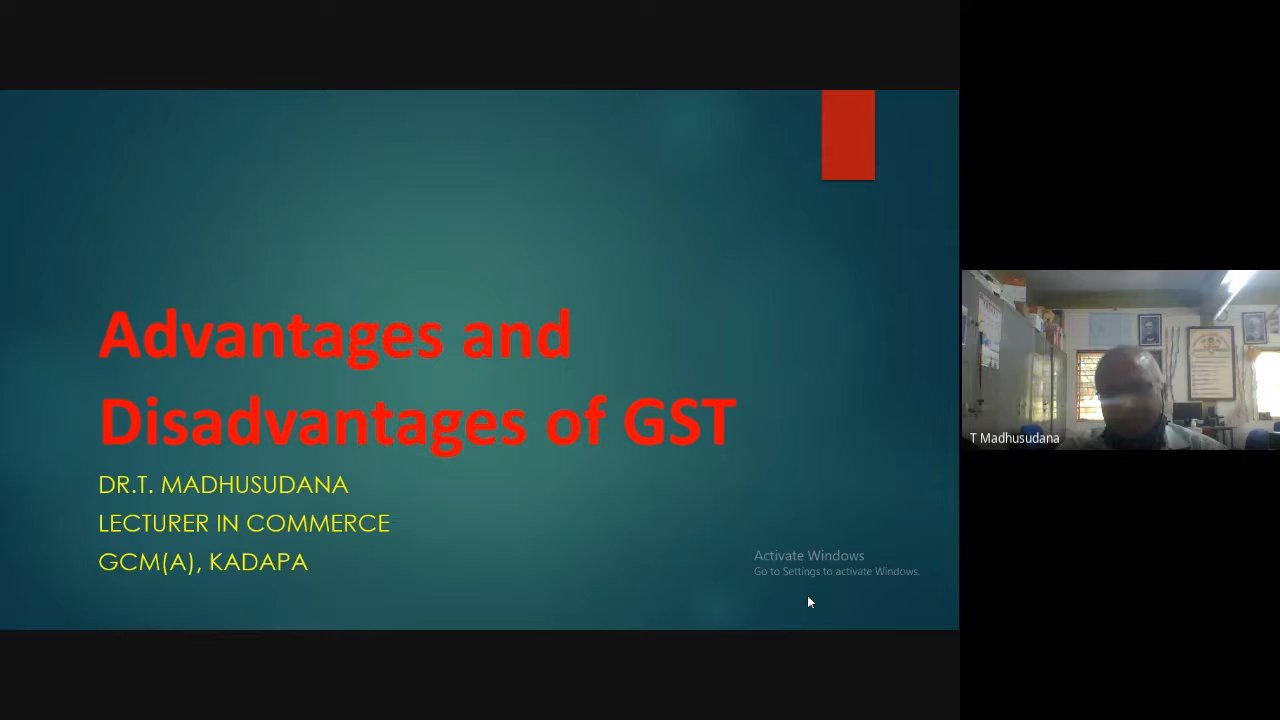 Advantages and
Disadvantages of GST
DR.T. MADHUSUDANA
LECTURER IN COMMERCE
GCM(A), KADAPA
Activate Windows
Go to Settings to activate Windows.
T Madhusudana